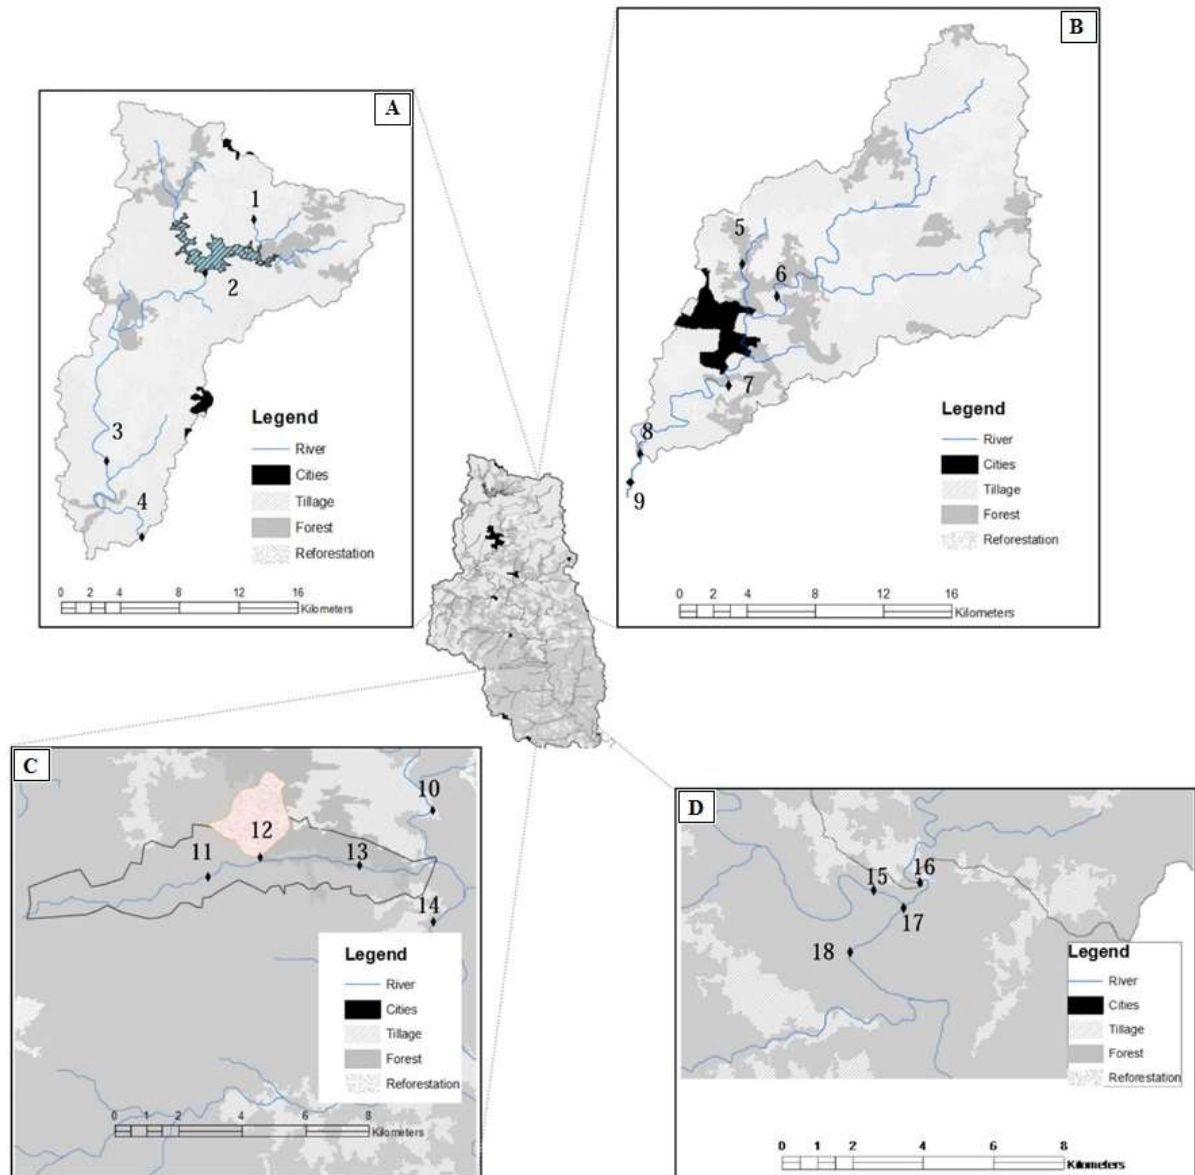 A
1
2
3
4
Legend
River
Cities
Tillage
Forest
Reforestation
0 2 4 8 12 16
Kilometers
B
5
6
7
8
9
Legend
River
Cities
Tillage
Forest
Reforestation
0 2 4 8 12 16
Kilometers
C
10
11
12
13
14
Legend
River
Cities
Tillage
Forest
Reforestation
0 1 2 4 6 8
Kilometers
D
15
16
17
18
Legend
River
Cities
Tillage
Forest
Reforestation
0 1 2 4 6 8
Kilometers